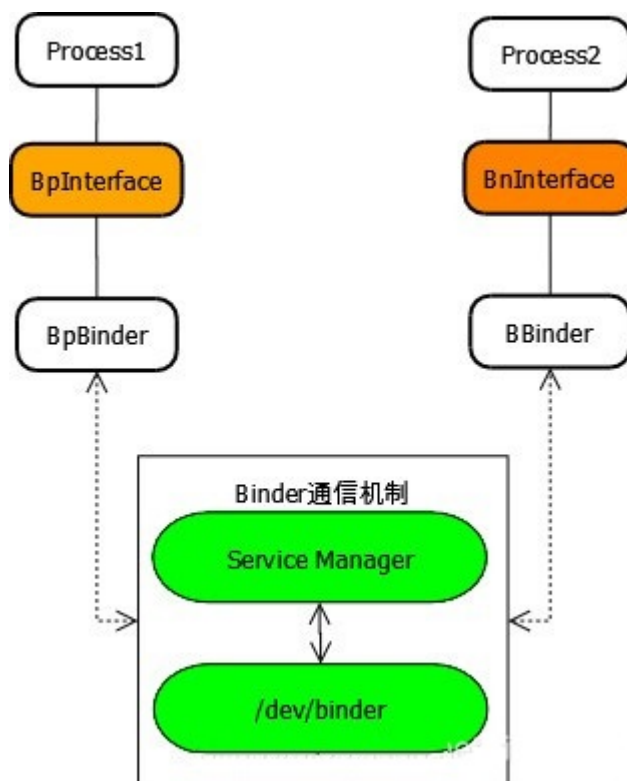 Process1
Process2
BpInterface
BnInterface
BpBinder
BBinder
Binder通信机制
Service Manager
/dev/binder